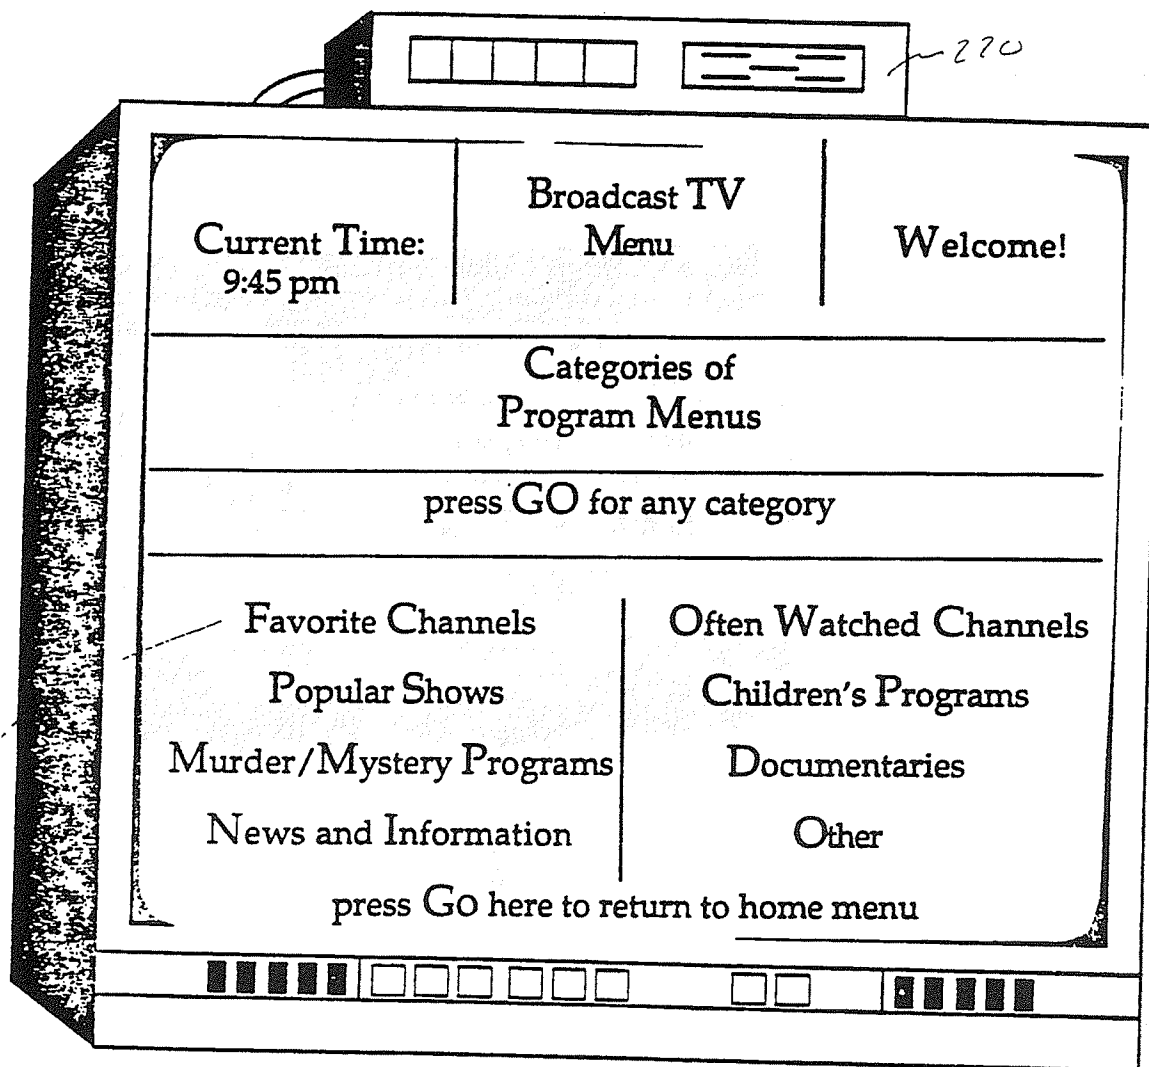 220
Broadcast TV
Menu
Current Time:
9:45 pm
Welcome!
Categories of
Program Menus
press GO for any category
Favorite Channels
Often Watched Channels
Popular Shows
Children's Programs
Murder/Mystery Programs
Documentaries
News and Information
Other
press Go here to return to home menu